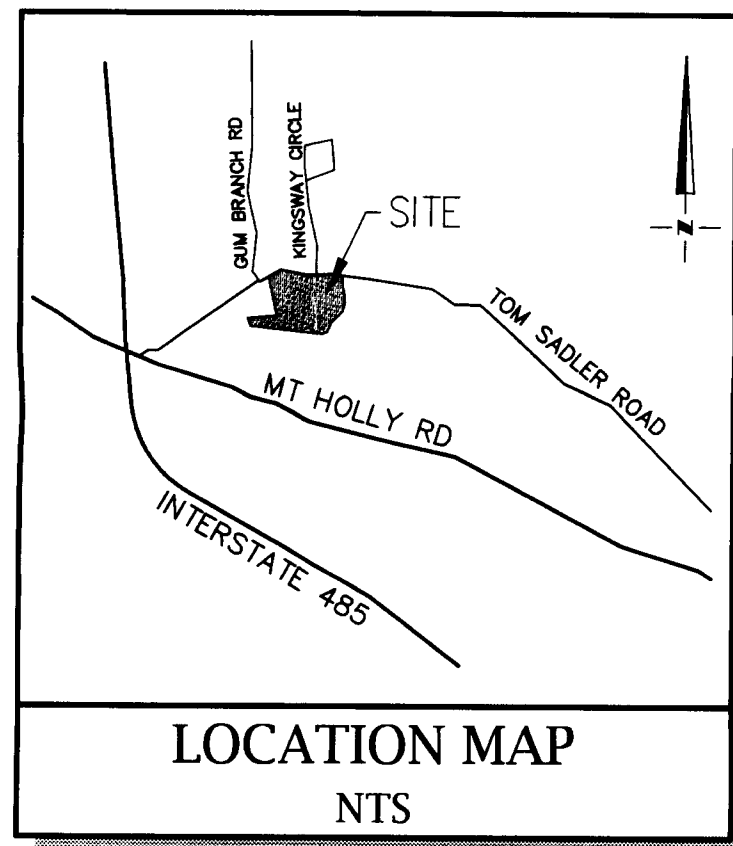 GUM BRANCH RD
KINGSWAY CIRCLE
SITE
N
TOM SADLER ROAD
MT HOLLY RD
INTERSTATE 485
LOCATION MAP
NTS